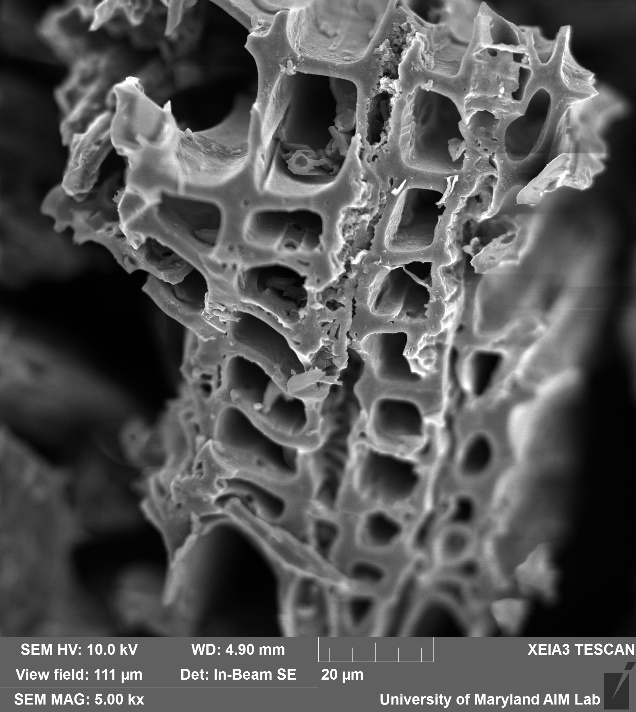 SEM HV: 10.0 kV WD: 4.90 mm XEIA3 TESCAN
View field: 111 µm Det: In-Beam SE 20 µm
SEM MAG: 5.00 kx University of Maryland AIM Lab